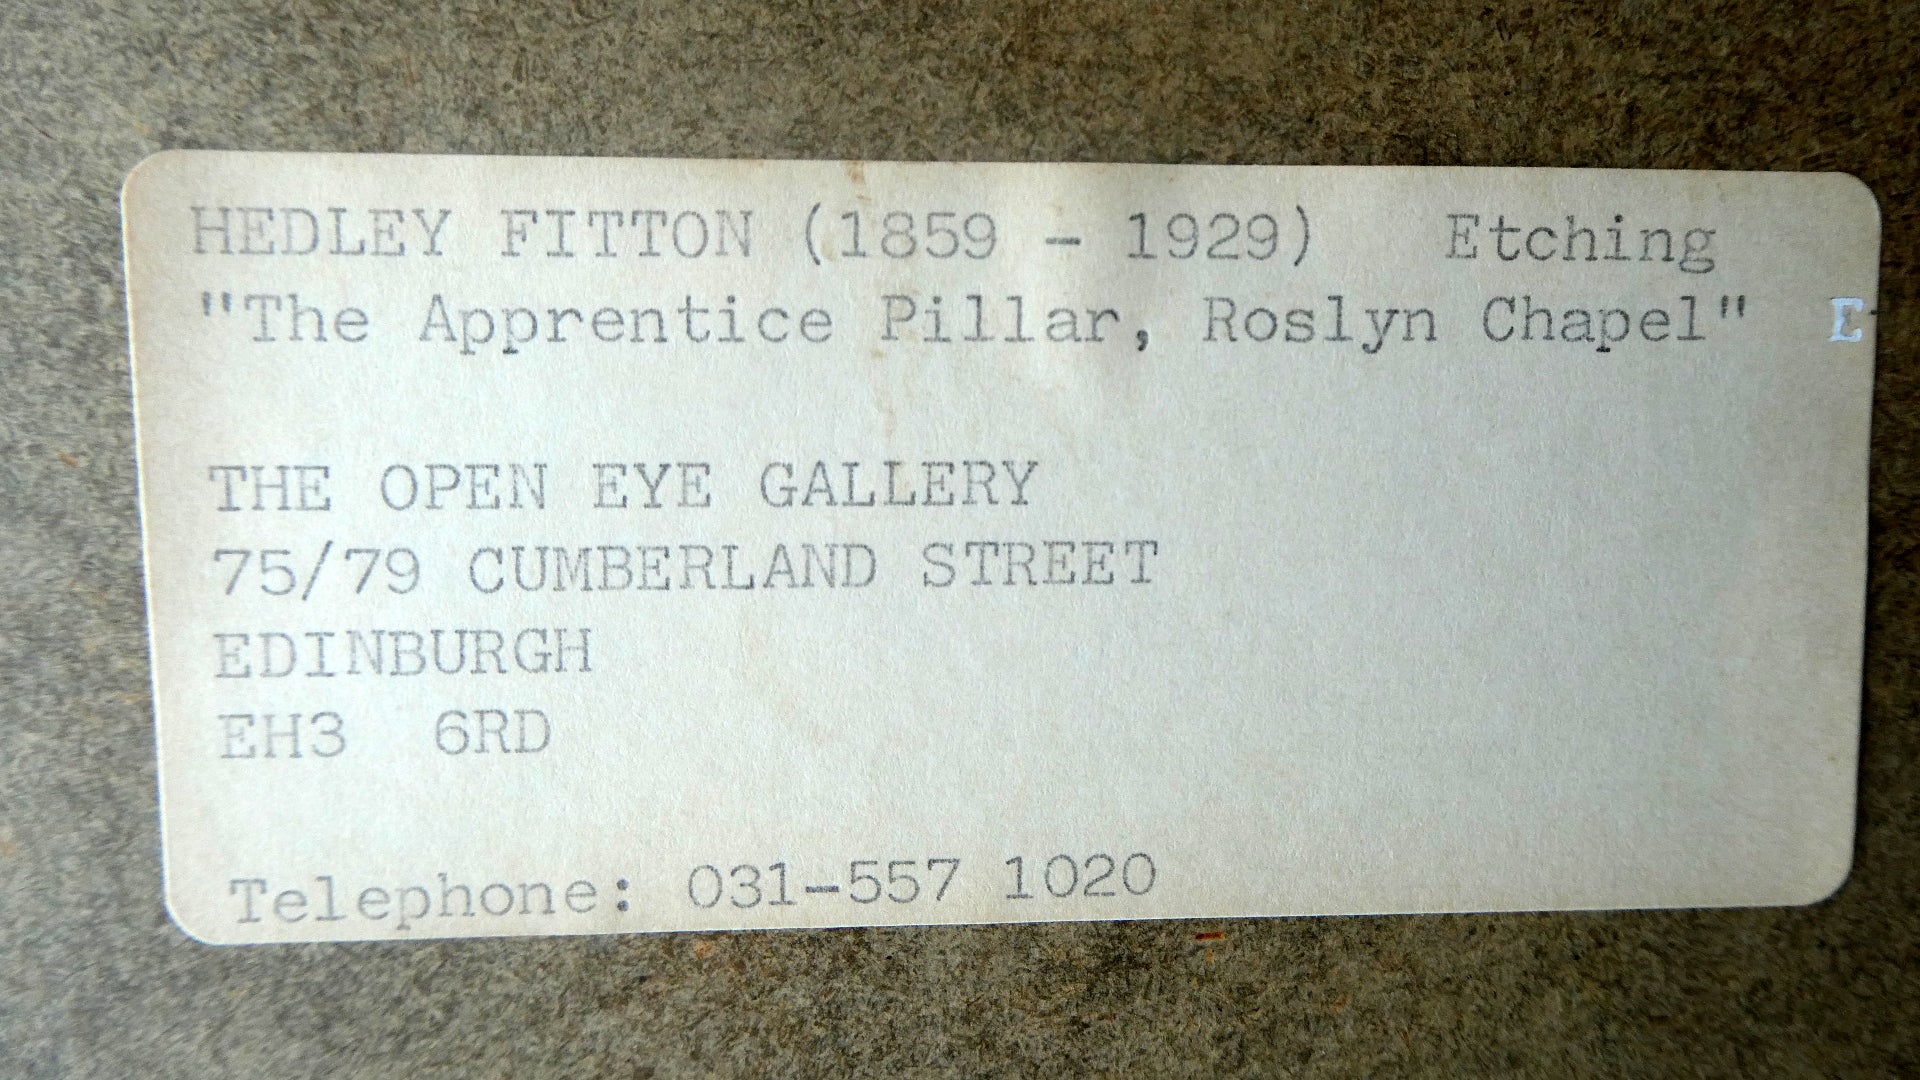 HEDLEY FITTON (1859 - 1929) Etching
"The Apprentice Pillar, Roslyn Chapel" E
THE OPEN EYE GALLERY
75/79 CUMBERLAND STREET
EDINBURGH
EH3 6RD
Telephone: 031-557 1020